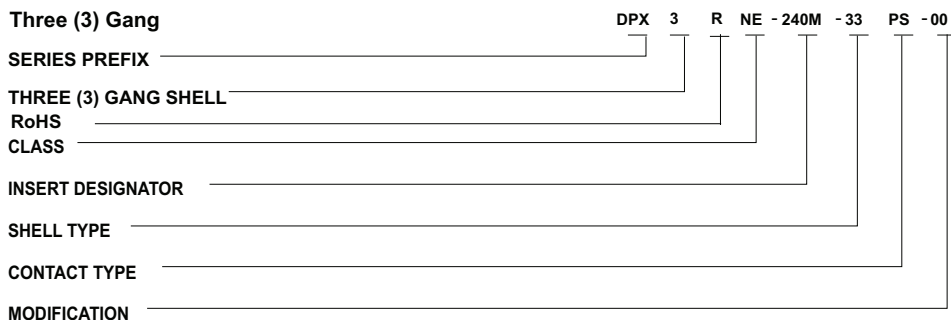 Three (3) Gang DPX 3 R NE - 240M - 33 PS - 00
SERIES PREFIX
THREE (3) GANG SHELL
RoHS
CLASS
INSERT DESIGNATOR
SHELL TYPE
CONTACT TYPE
MODIFICATION